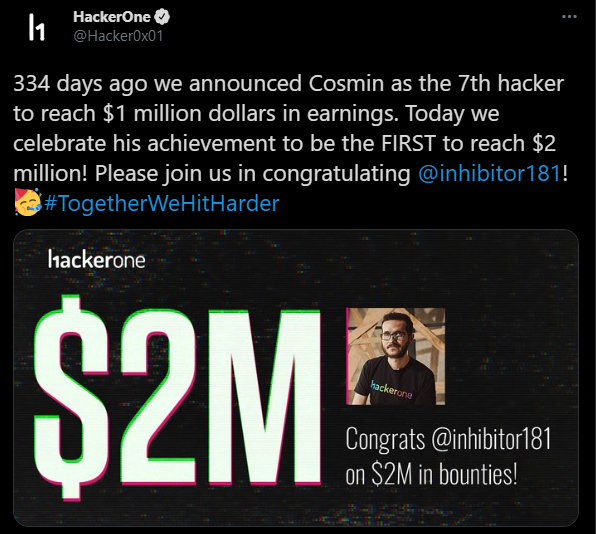 HackerOne
@Hacker0x01
334 days ago we announced Cosmin as the 7th hacker
to reach $1 million dollars in earnings. Today we
celebrate his achievement to be the FIRST to reach $2
million! Please join us in congratulating @inhibitor181!
🥳#TogetherWeHitHarder
hackerone
$2M
hackerone
Congrats @inhibitor181
on $2M in bounties!